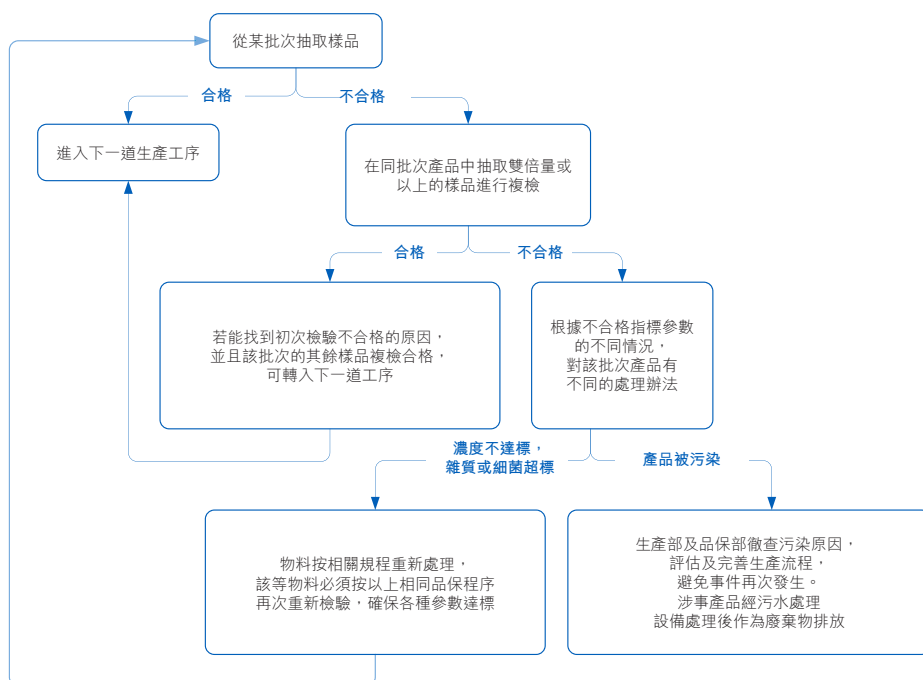 從某批次抽取樣品
合格
不合格
進入下一道生產工序
在同批次產品中抽取雙倍量或
以上的樣品進行複檢
合格
不合格
若能找到初次檢驗不合格的原因，
並且該批次的其餘樣品複檢合格，
可轉入下一道工序
根據不合格指標參數
的不同情況，
對該批次產品有
不同的處理辦法
濃度不達標，
雜質或細菌超標
產品被污染
物料按相關規程重新處理，
該等物料必須按以上相同品保程序
再次重新檢驗，確保各種參數達標
生產部及品保部徹查污染原因，
評估及完善生產流程，
避免事件再次發生。
涉事產品經污水處理
設備處理後作為廢棄物排放